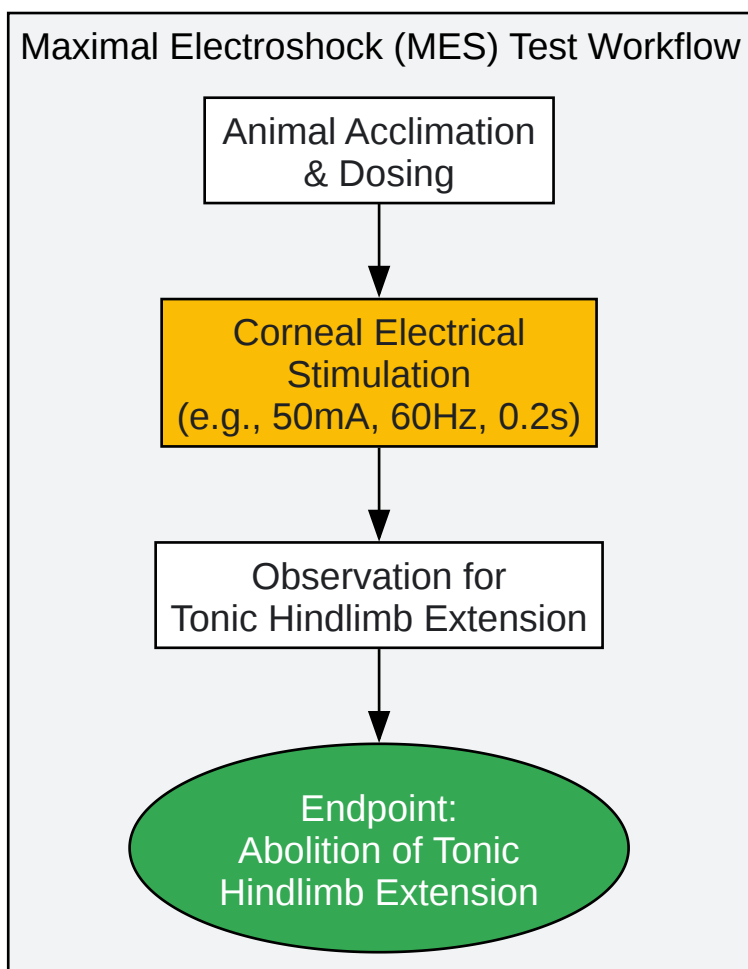 Maximal Electroshock (MES) Test Workflow
Animal Acclimation
& Dosing
Corneal Electrical
Stimulation
(e.g., 50mA, 60Hz, 0.2s)
Observation for
Tonic Hindlimb Extension
Endpoint:
Abolition of Tonic
Hindlimb Extension